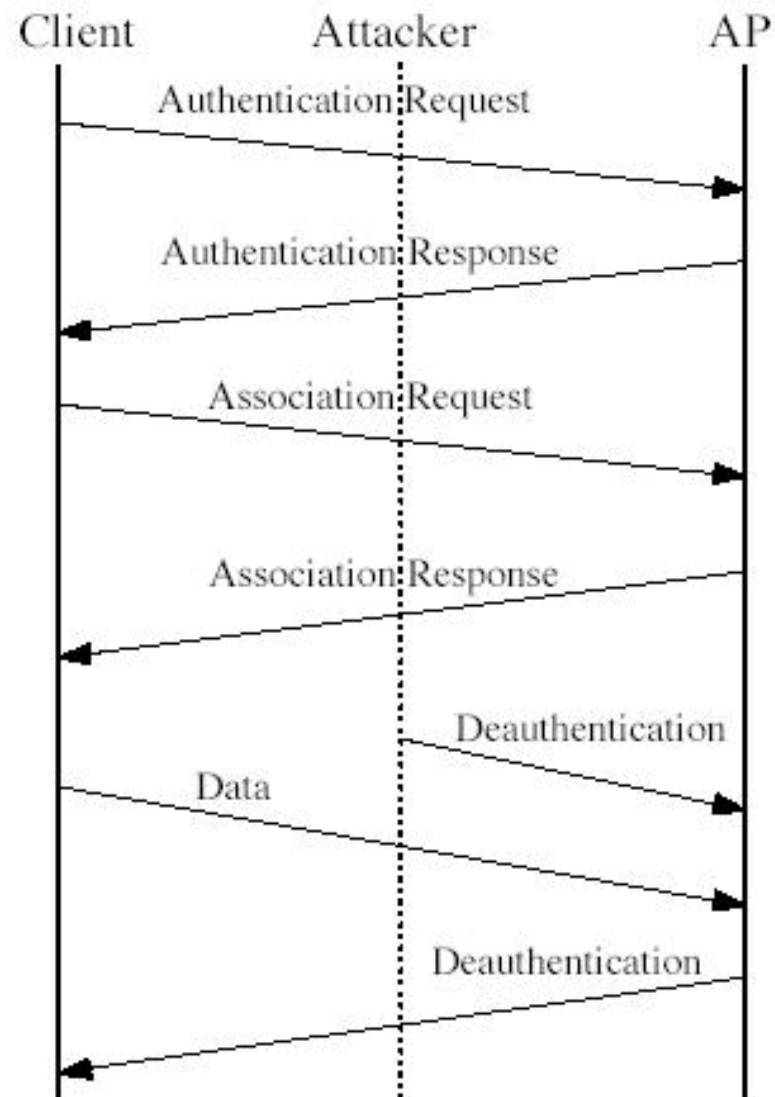 Client Attacker AP
Authentication Request
Authentication Response
Association Request
Association Response
Deauthentication
Data
Deauthentication